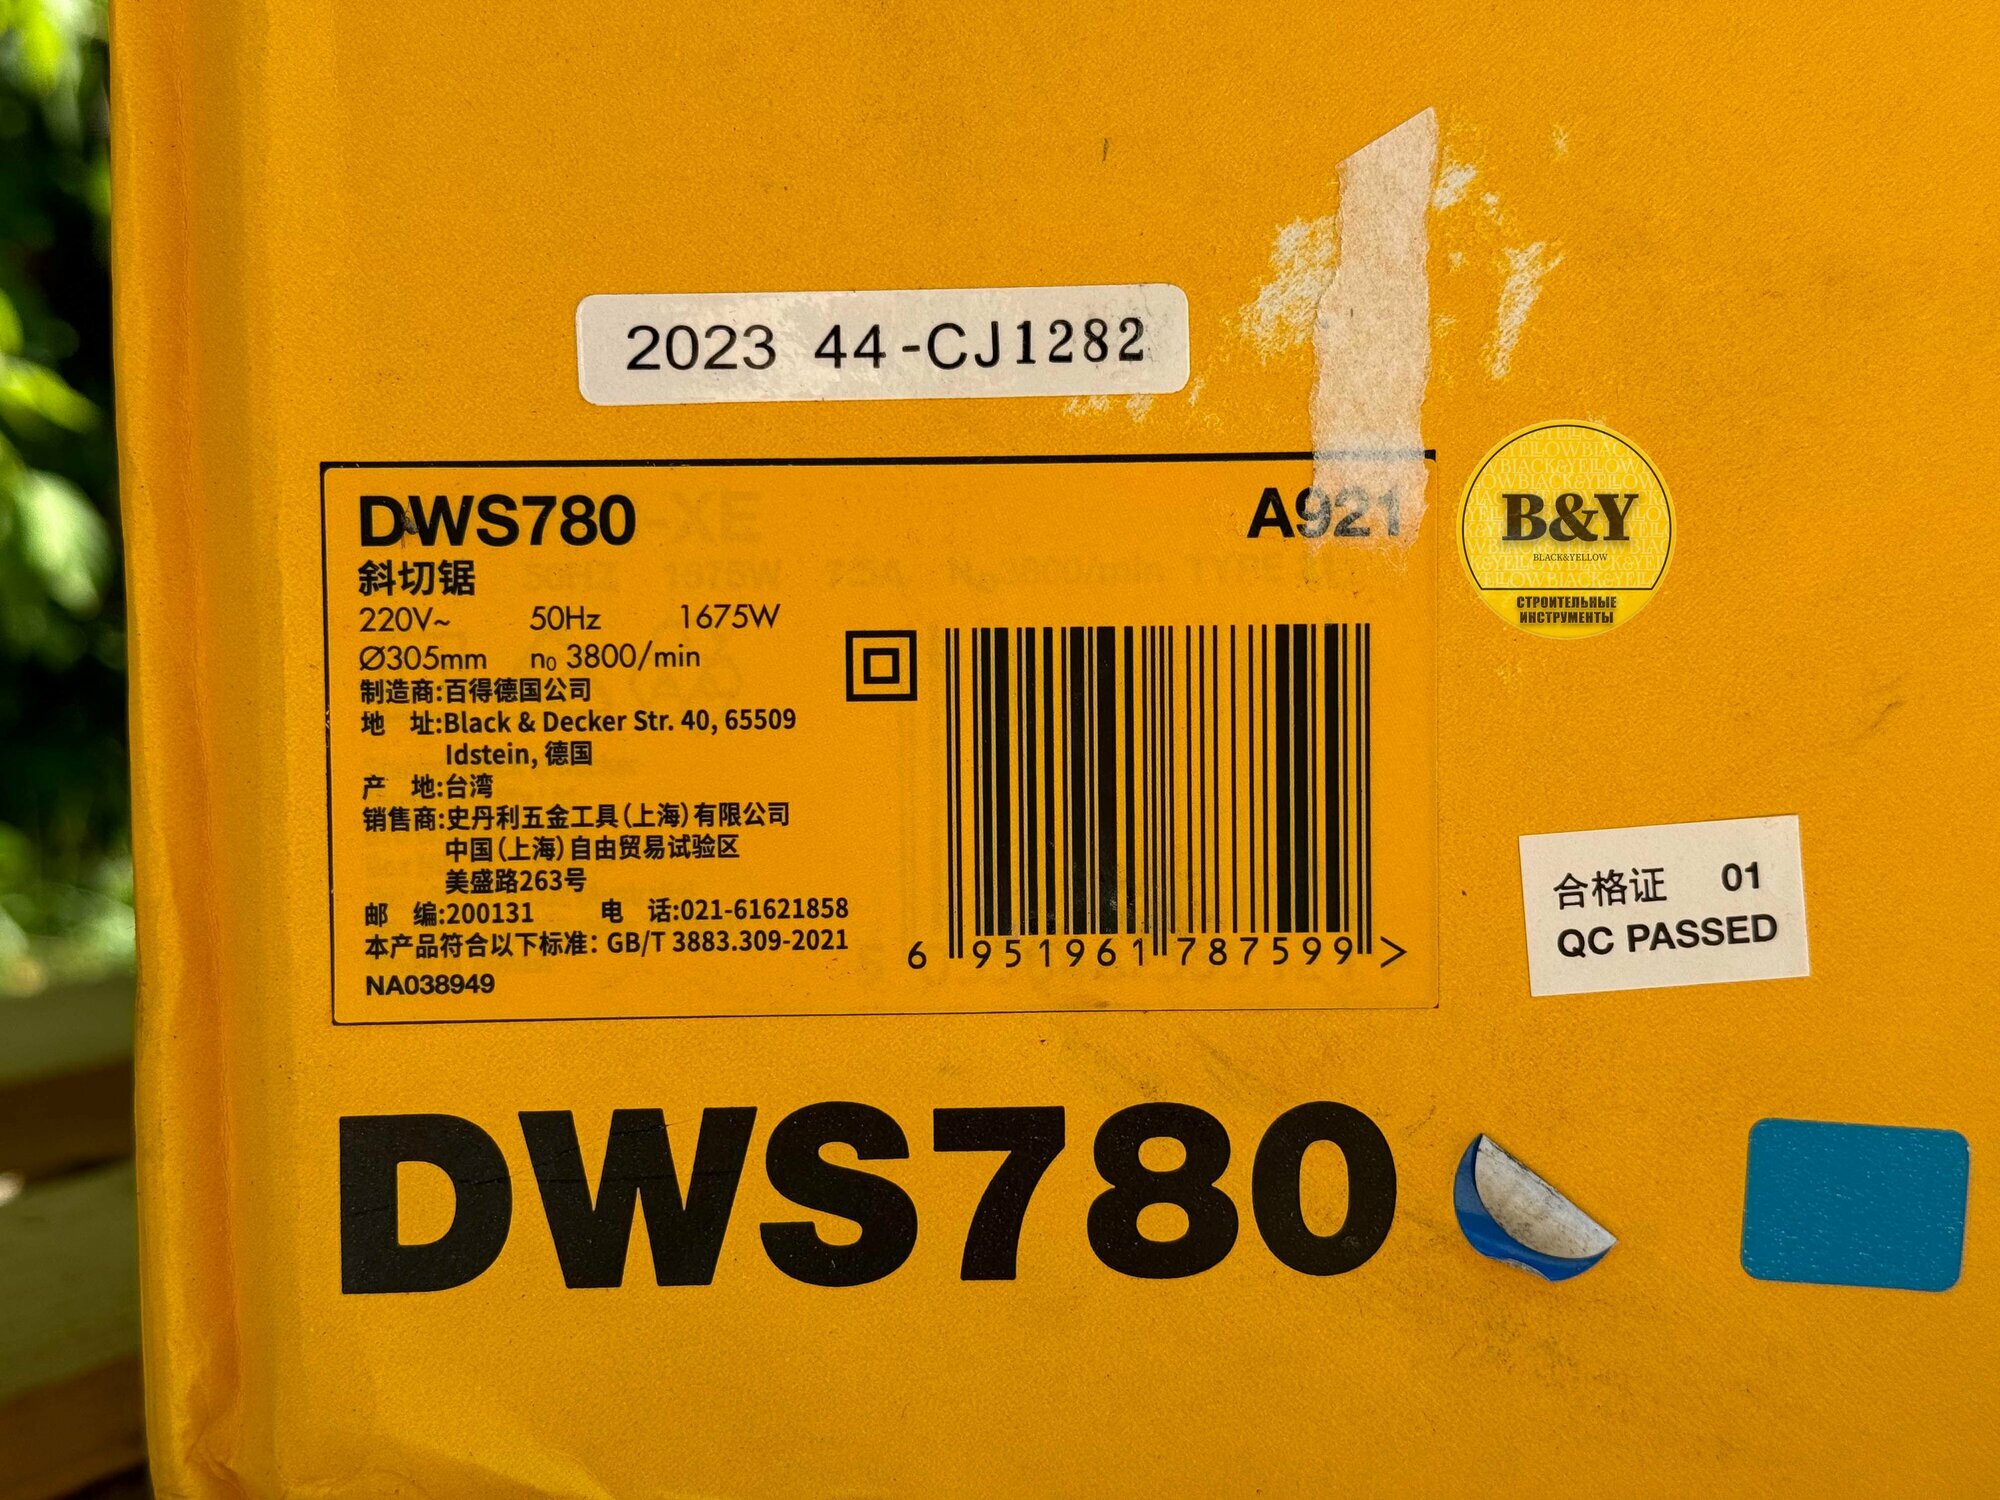 2023 44-CJ1282
DWS780
A921
斜切锯
220V~ 50Hz 1675W
Ø305mm n₀ 3800/min
制造商:百得德国公司
地 址:Black & Decker Str. 40, 65509
Idstein, 德国
产 地:台湾
销售商:史丹利五金工具(上海)有限公司
中国(上海)自由贸易试验区
美盛路263号
邮 编:200131 电 话:021-61621858
本产品符合以下标准: GB/T 3883.309-2021
NA038949
6 951961 787599 >
B&Y
BLACK&YELLOW
СТРОИТЕЛЬНЫЕ
ИНСТРУМЕНТЫ
合格证 01
QC PASSED
DWS780